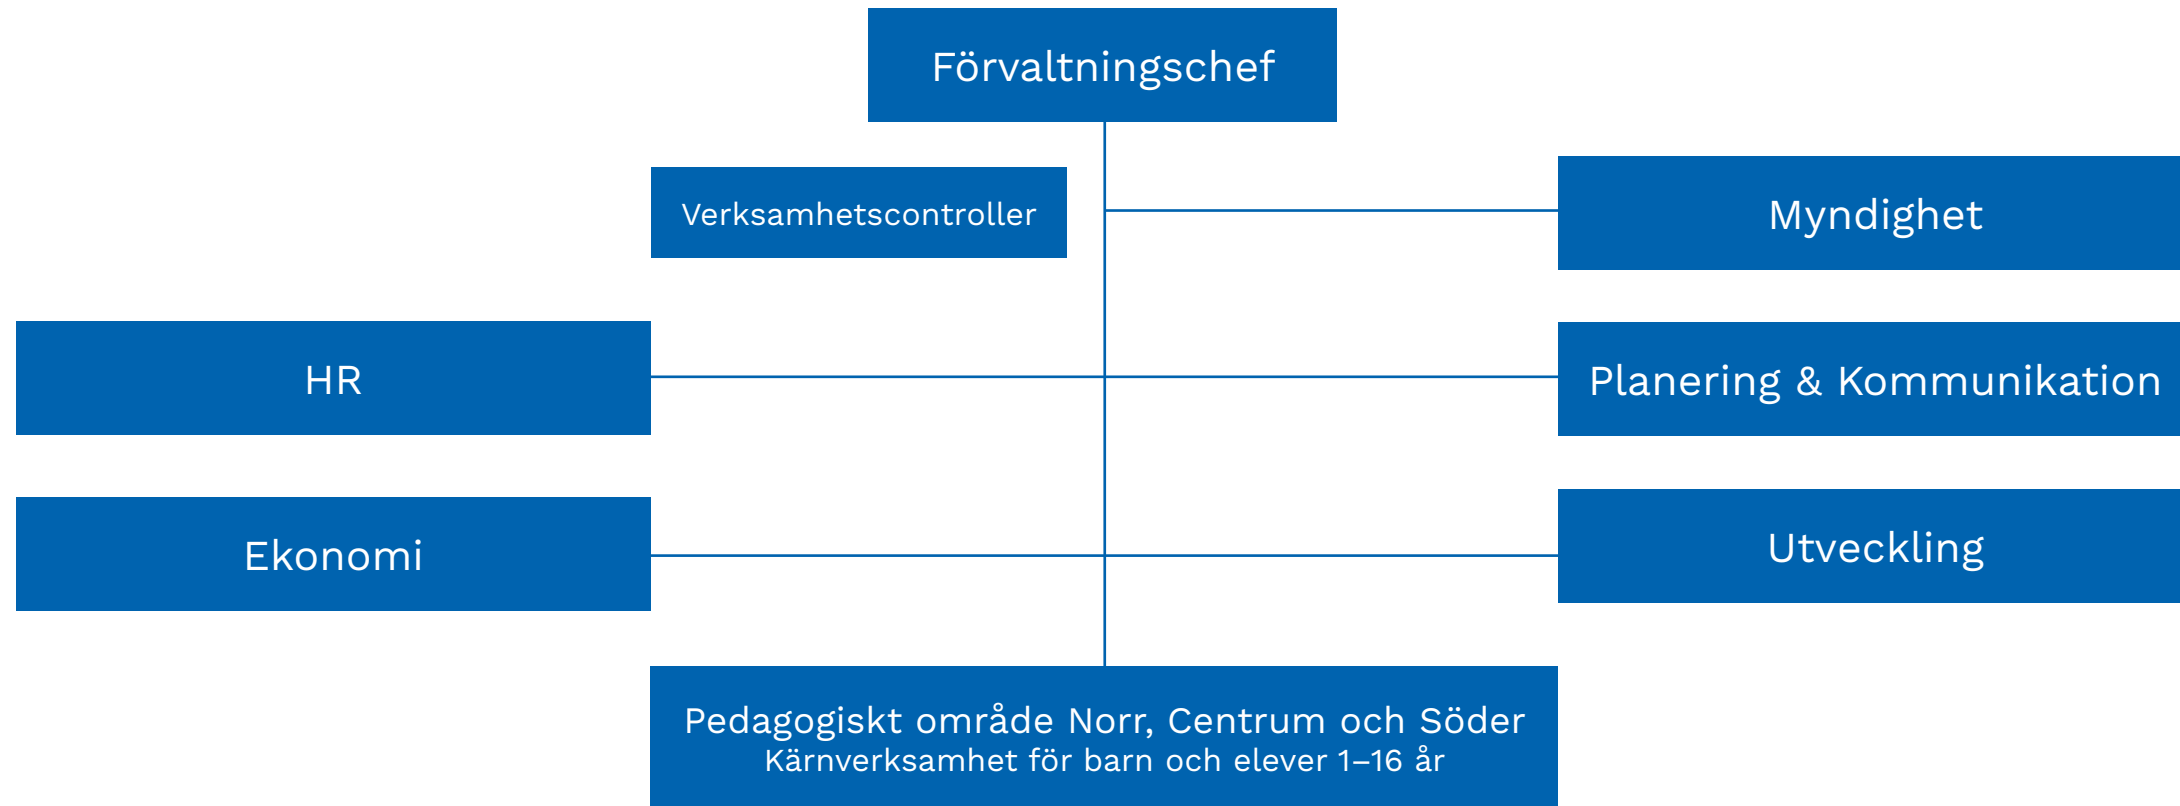 Förvaltningschef
Verksamhetscontroller
Myndighet
HR
Planering & Kommunikation
Ekonomi
Utveckling
Pedagogiskt område Norr, Centrum och Söder
Kärnverksamhet för barn och elever 1–16 år